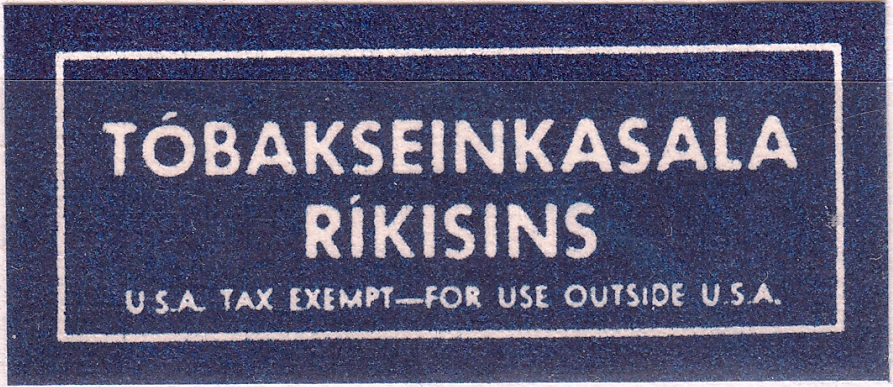 TÓBAKSEINKASALA
RÍKISINS
U.S.A. TAX EXEMPT—FOR USE OUTSIDE U.S.A.